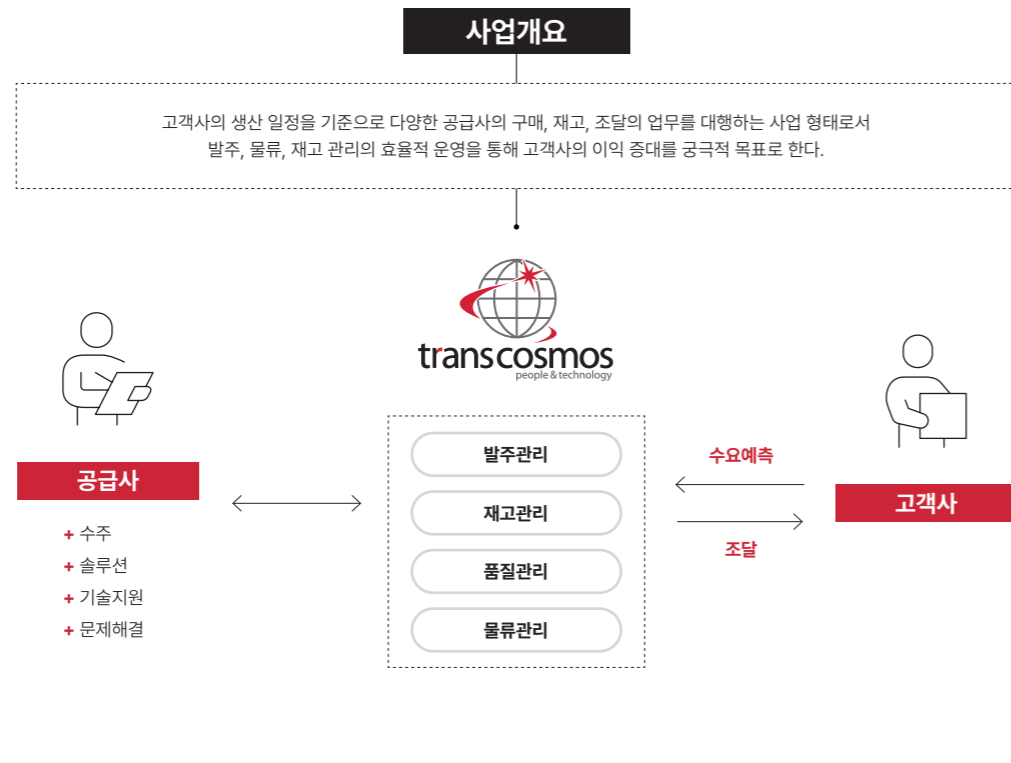 사업개요
고객사의 생산 일정을 기준으로 다양한 공급사의 구매, 재고, 조달의 업무를 대행하는 사업 형태로서
발주, 물류, 재고 관리의 효율적 운영을 통해 고객사의 이익 증대를 궁극적 목표로 한다.
transcosmos
people & technology
공급사
+ 수주
+ 솔루션
+ 기술지원
+ 문제해결
발주관리
재고관리
품질관리
물류관리
수요예측
조달
고객사